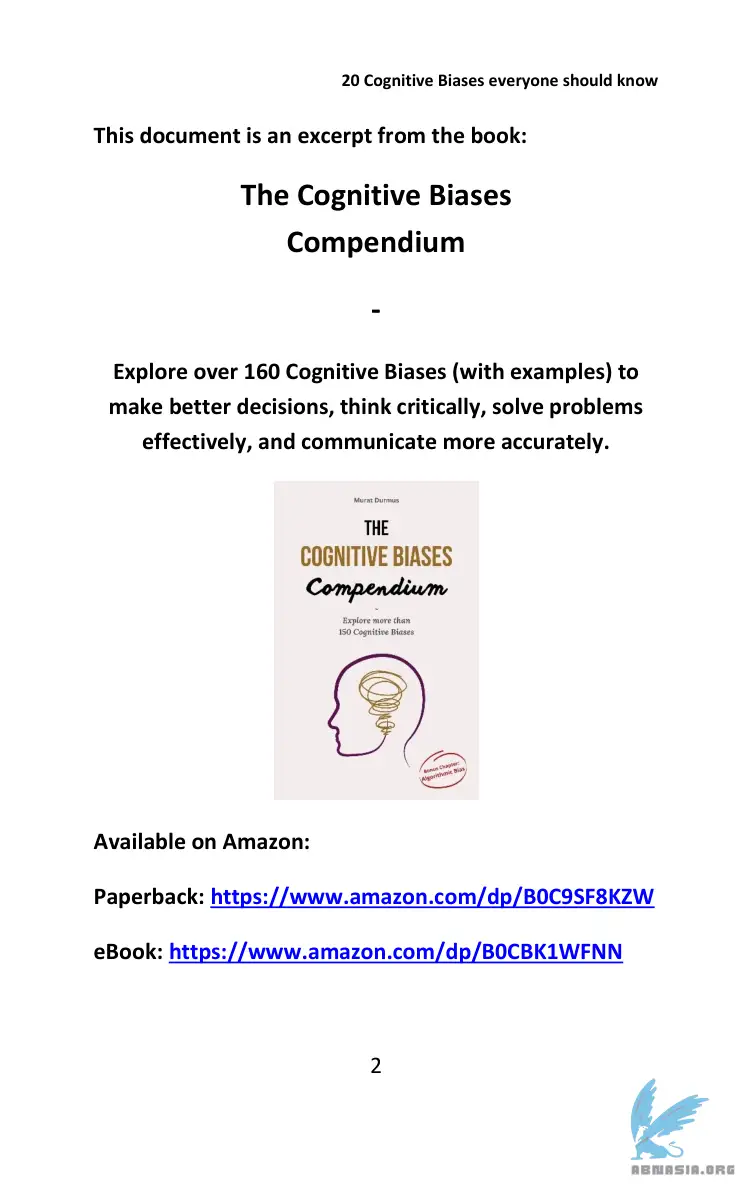 20 Cognitive Biases everyone should know
This document is an excerpt from the book:
The Cognitive Biases
Compendium
-
Explore over 160 Cognitive Biases (with examples) to
make better decisions, think critically, solve problems
effectively, and communicate more accurately.
Murat Durmus
THE
COGNITIVE BIASES
Compendium
-
Explore more than
150 Cognitive Biases
Bonus Chapter:
Algorithmic Bias
Available on Amazon:
Paperback: https://www.amazon.com/dp/B0C9SF8KZW
eBook: https://www.amazon.com/dp/B0CBK1WFNN
2
ABNASIA.ORG